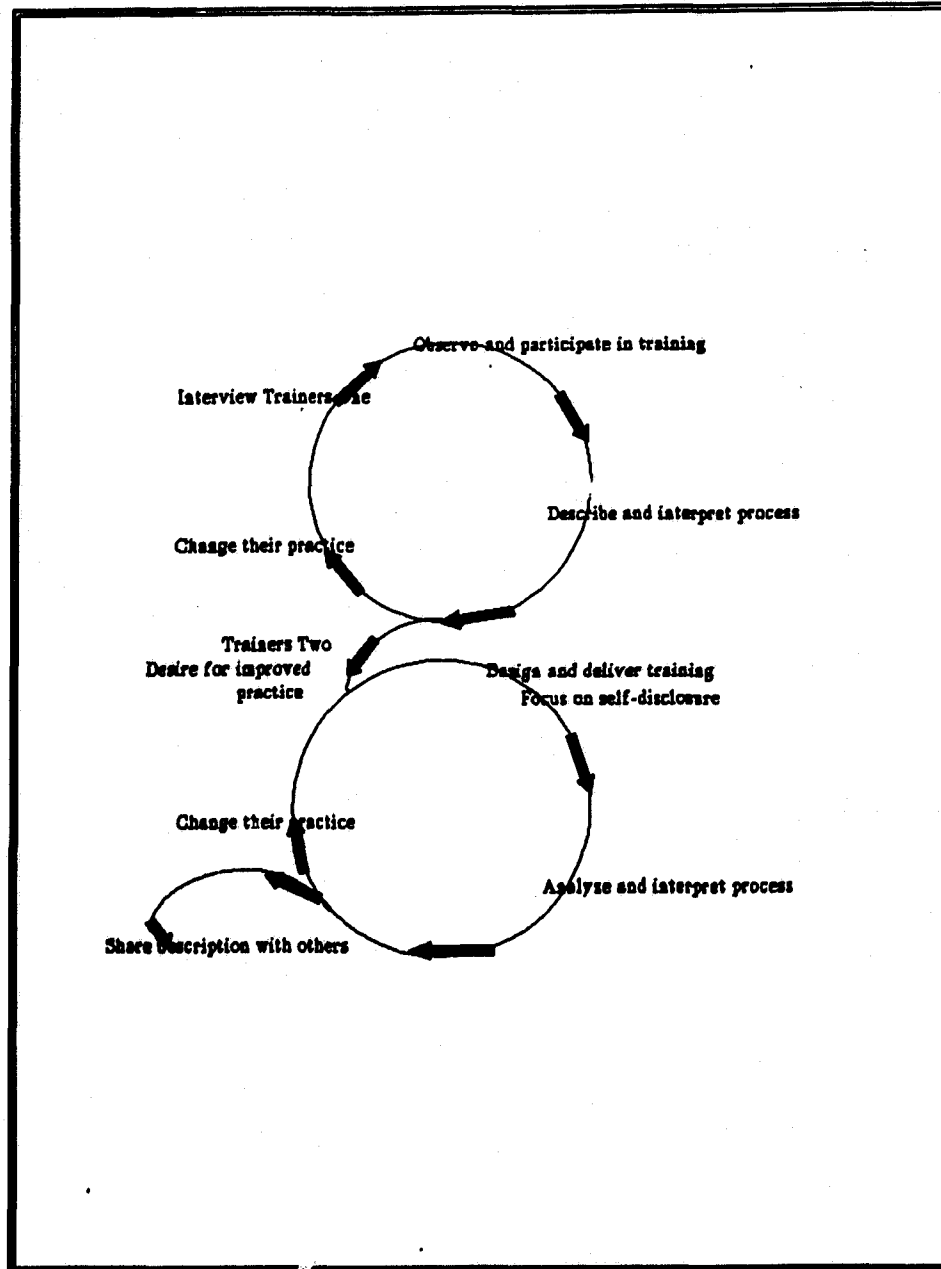 Observe and participate in training
Interview Trainers One
Describe and interpret process
Change their practice
Trainers Two
Desire for improved
practice
Design and deliver training
Focus on self-disclosure
Change their practice
Analyse and interpret process
Share description with others